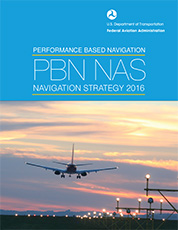 U.S. Department of Transportation
Federal Aviation Administration
PERFORMANCE BASED NAVIGATION
PBN NAS
NAVIGATION STRATEGY 2016